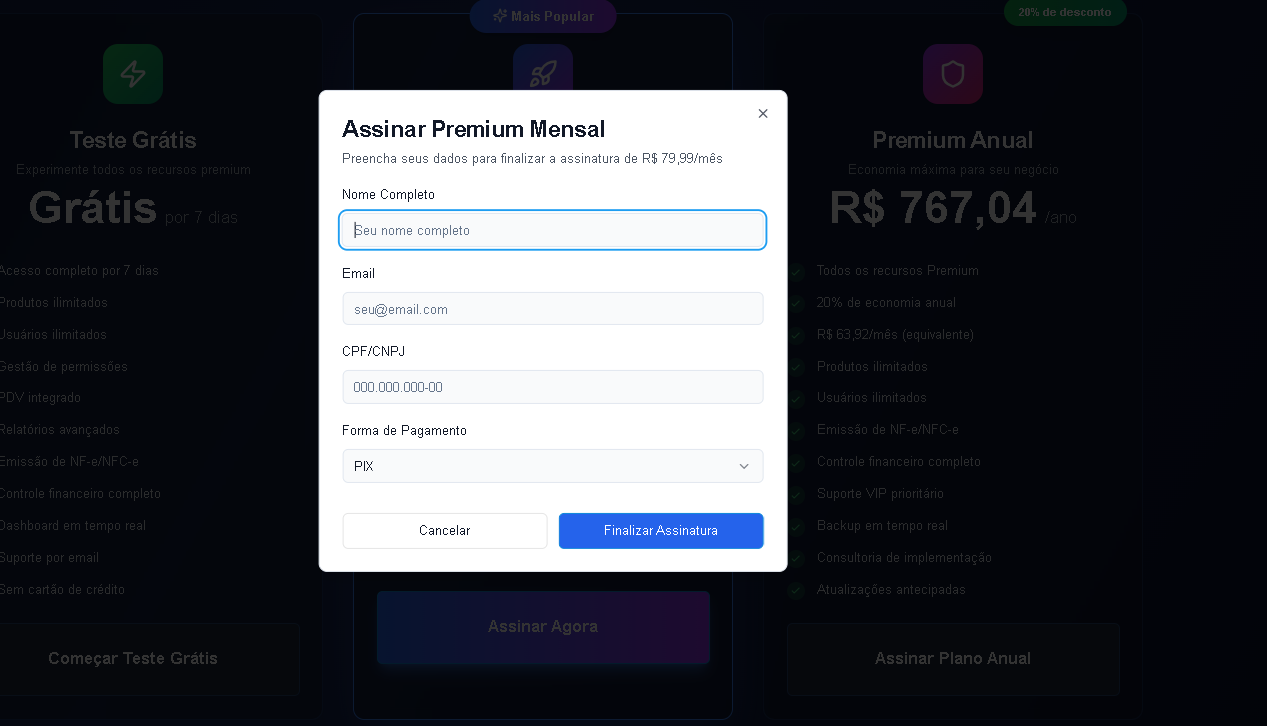 Mais Popular
20% de desconto
Teste Grátis
Experimente todos os recursos premium
Grátis por 7 dias
Acesso completo por 7 dias
Produtos ilimitados
Usuários ilimitados
Gestão de permissões
PDV integrado
Relatórios avançados
Emissão de NF-e/NFC-e
Controle financeiro completo
Dashboard em tempo real
Suporte por email
Sem cartão de crédito
Começar Teste Grátis
Assinar Premium Mensal
Preencha seus dados para finalizar a assinatura de R$ 79,99/mês
Nome Completo
Seu nome completo
Email
seu@email.com
CPF/CNPJ
000.000.000-00
Forma de Pagamento
PIX
Cancelar
Finalizar Assinatura
Assinar Agora
Premium Anual
Economia máxima para seu negócio
R$ 767,04 /ano
Todos os recursos Premium
20% de economia anual
R$ 63,92/mês (equivalente)
Produtos ilimitados
Usuários ilimitados
Emissão de NF-e/NFC-e
Controle financeiro completo
Suporte VIP prioritário
Backup em tempo real
Consultoria de implementação
Atualizações antecipadas
Assinar Plano Anual